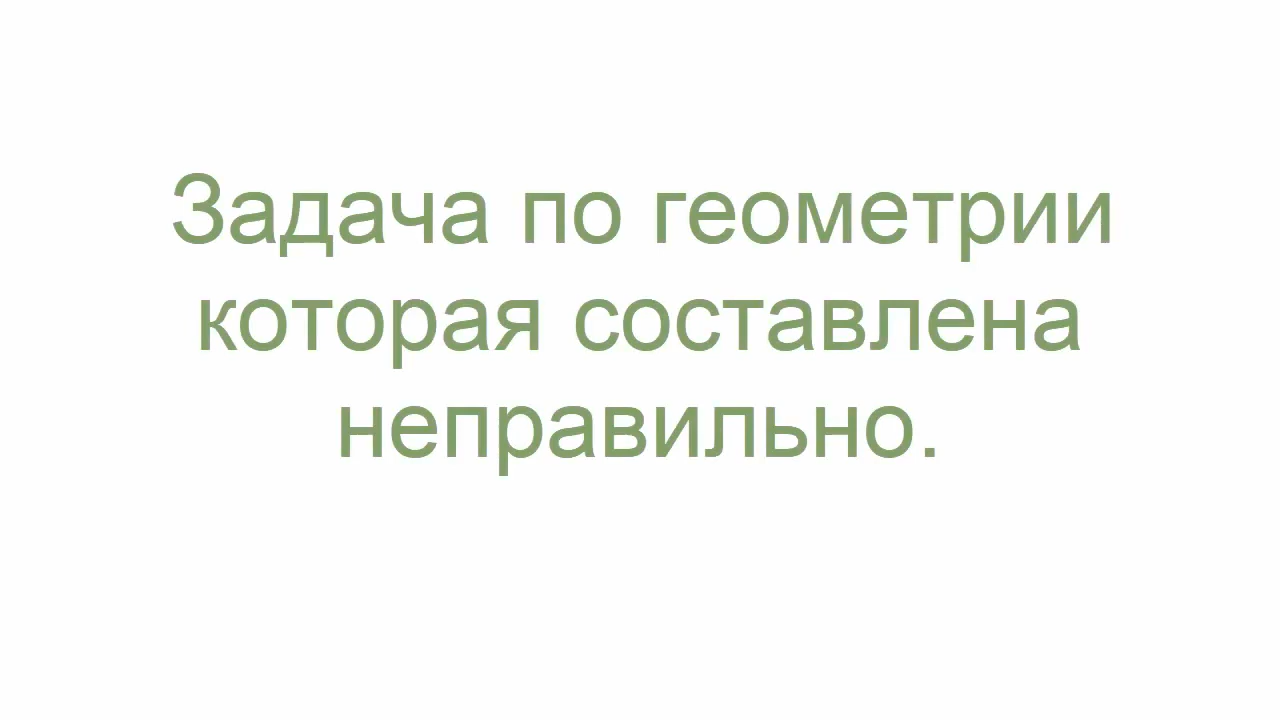 Задача по геометрии
которая составлена
неправильно.